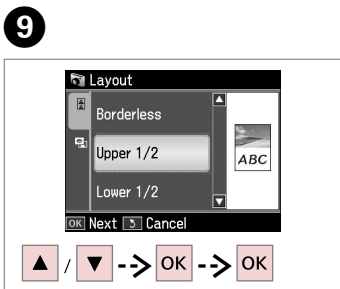 9
Layout
Borderless
Upper 1/2
ABC
Lower 1/2
OK Next Cancel
▲ / ▼ --> OK --> OK